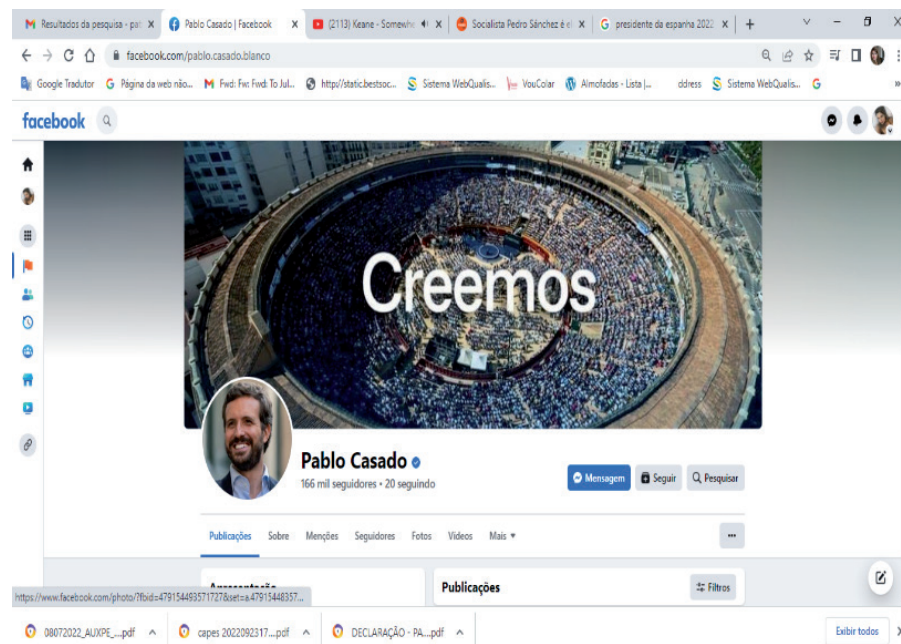 Resultados da pesquisa - pat
Pablo Casado | Facebook
(2113) Keane - Somewhe
Socialista Pedro Sánchez é el
presidente da espanha 2022
facebook.com/pablo.casado.blanco
Google Tradutor
Página da web não...
Fwd: Fw: Fwd: To Jul...
http://static.bestsoc...
Sistema WebQualis...
VouColar
Almofadas - Lista |...
ddress
Sistema WebQualis...
facebook
Creemos
Pablo Casado
166 mil seguidores • 20 seguindo
Mensagem
Seguir
Pesquisar
Publicações
Sobre
Menções
Seguidores
Fotos
Vídeos
Mais
Publicações
Filtros
https://www.facebook.com/photo/?fbid=479154493571727&set=a.47915448357...
08072022_AUXPE_....pdf
capes 2022092317....pdf
DECLARAÇÃO - PA....pdf
Exibir todos